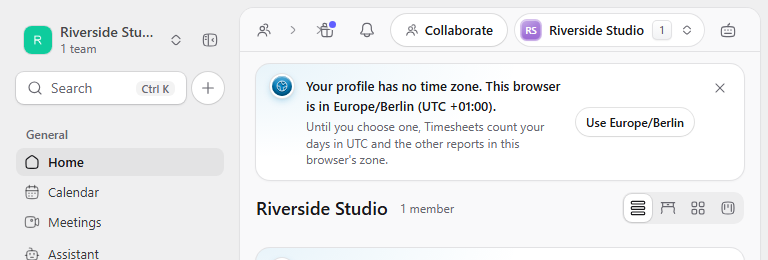 R
Riverside Stu...
1 team
Collaborate
RS
Riverside Studio
1
Search
Ctrl K
General
Home
Calendar
Meetings
Assistant
Your profile has no time zone. This browser
is in Europe/Berlin (UTC +01:00).
Until you choose one, Timesheets count your
days in UTC and the other reports in this
browser's zone.
Use Europe/Berlin
Riverside Studio
1 member